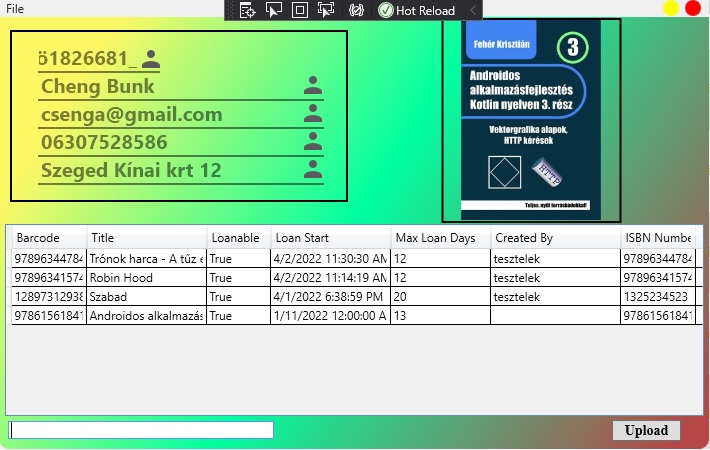 File
Hot Reload
ö1826681_
Cheng Bunk
csenga@gmail.com
06307528586
Szeged Kínai krt 12
Fehér Krisztián
3
Androidos
alkalmazásfejlesztés
Kotlin nyelven 3. rész
Vektorgrafika alapok,
HTTP kérések
HTTP
Teljes, nyílt forráskódokkal!
Barcode Title Loanable Loan Start Max Loan Days Created By ISBN Numbe
97896344784 Trónok harca - A tűz é True 4/2/2022 11:30:30 AM 12 tesztelek 97896344784
97896341574 Robin Hood True 4/2/2022 11:14:19 AM 12 tesztelek 97896341574
12897312938 Szabad True 4/1/2022 6:38:59 PM 20 tesztelek 1325234523
97861561841 Androidos alkalmazás True 1/11/2022 12:00:00 A 13 97861561841
Upload